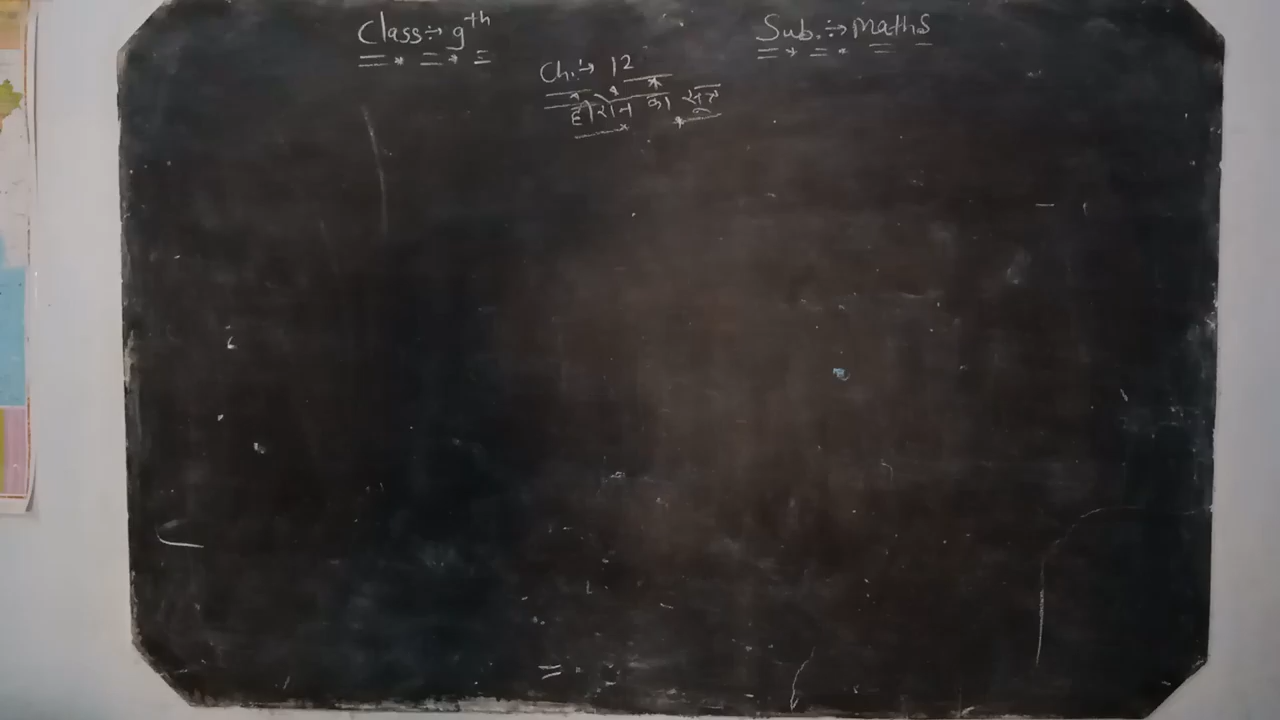 Class:→ 9th
Sub.:→ Maths
Ch.:→ 12
हीरोन का सूत्र